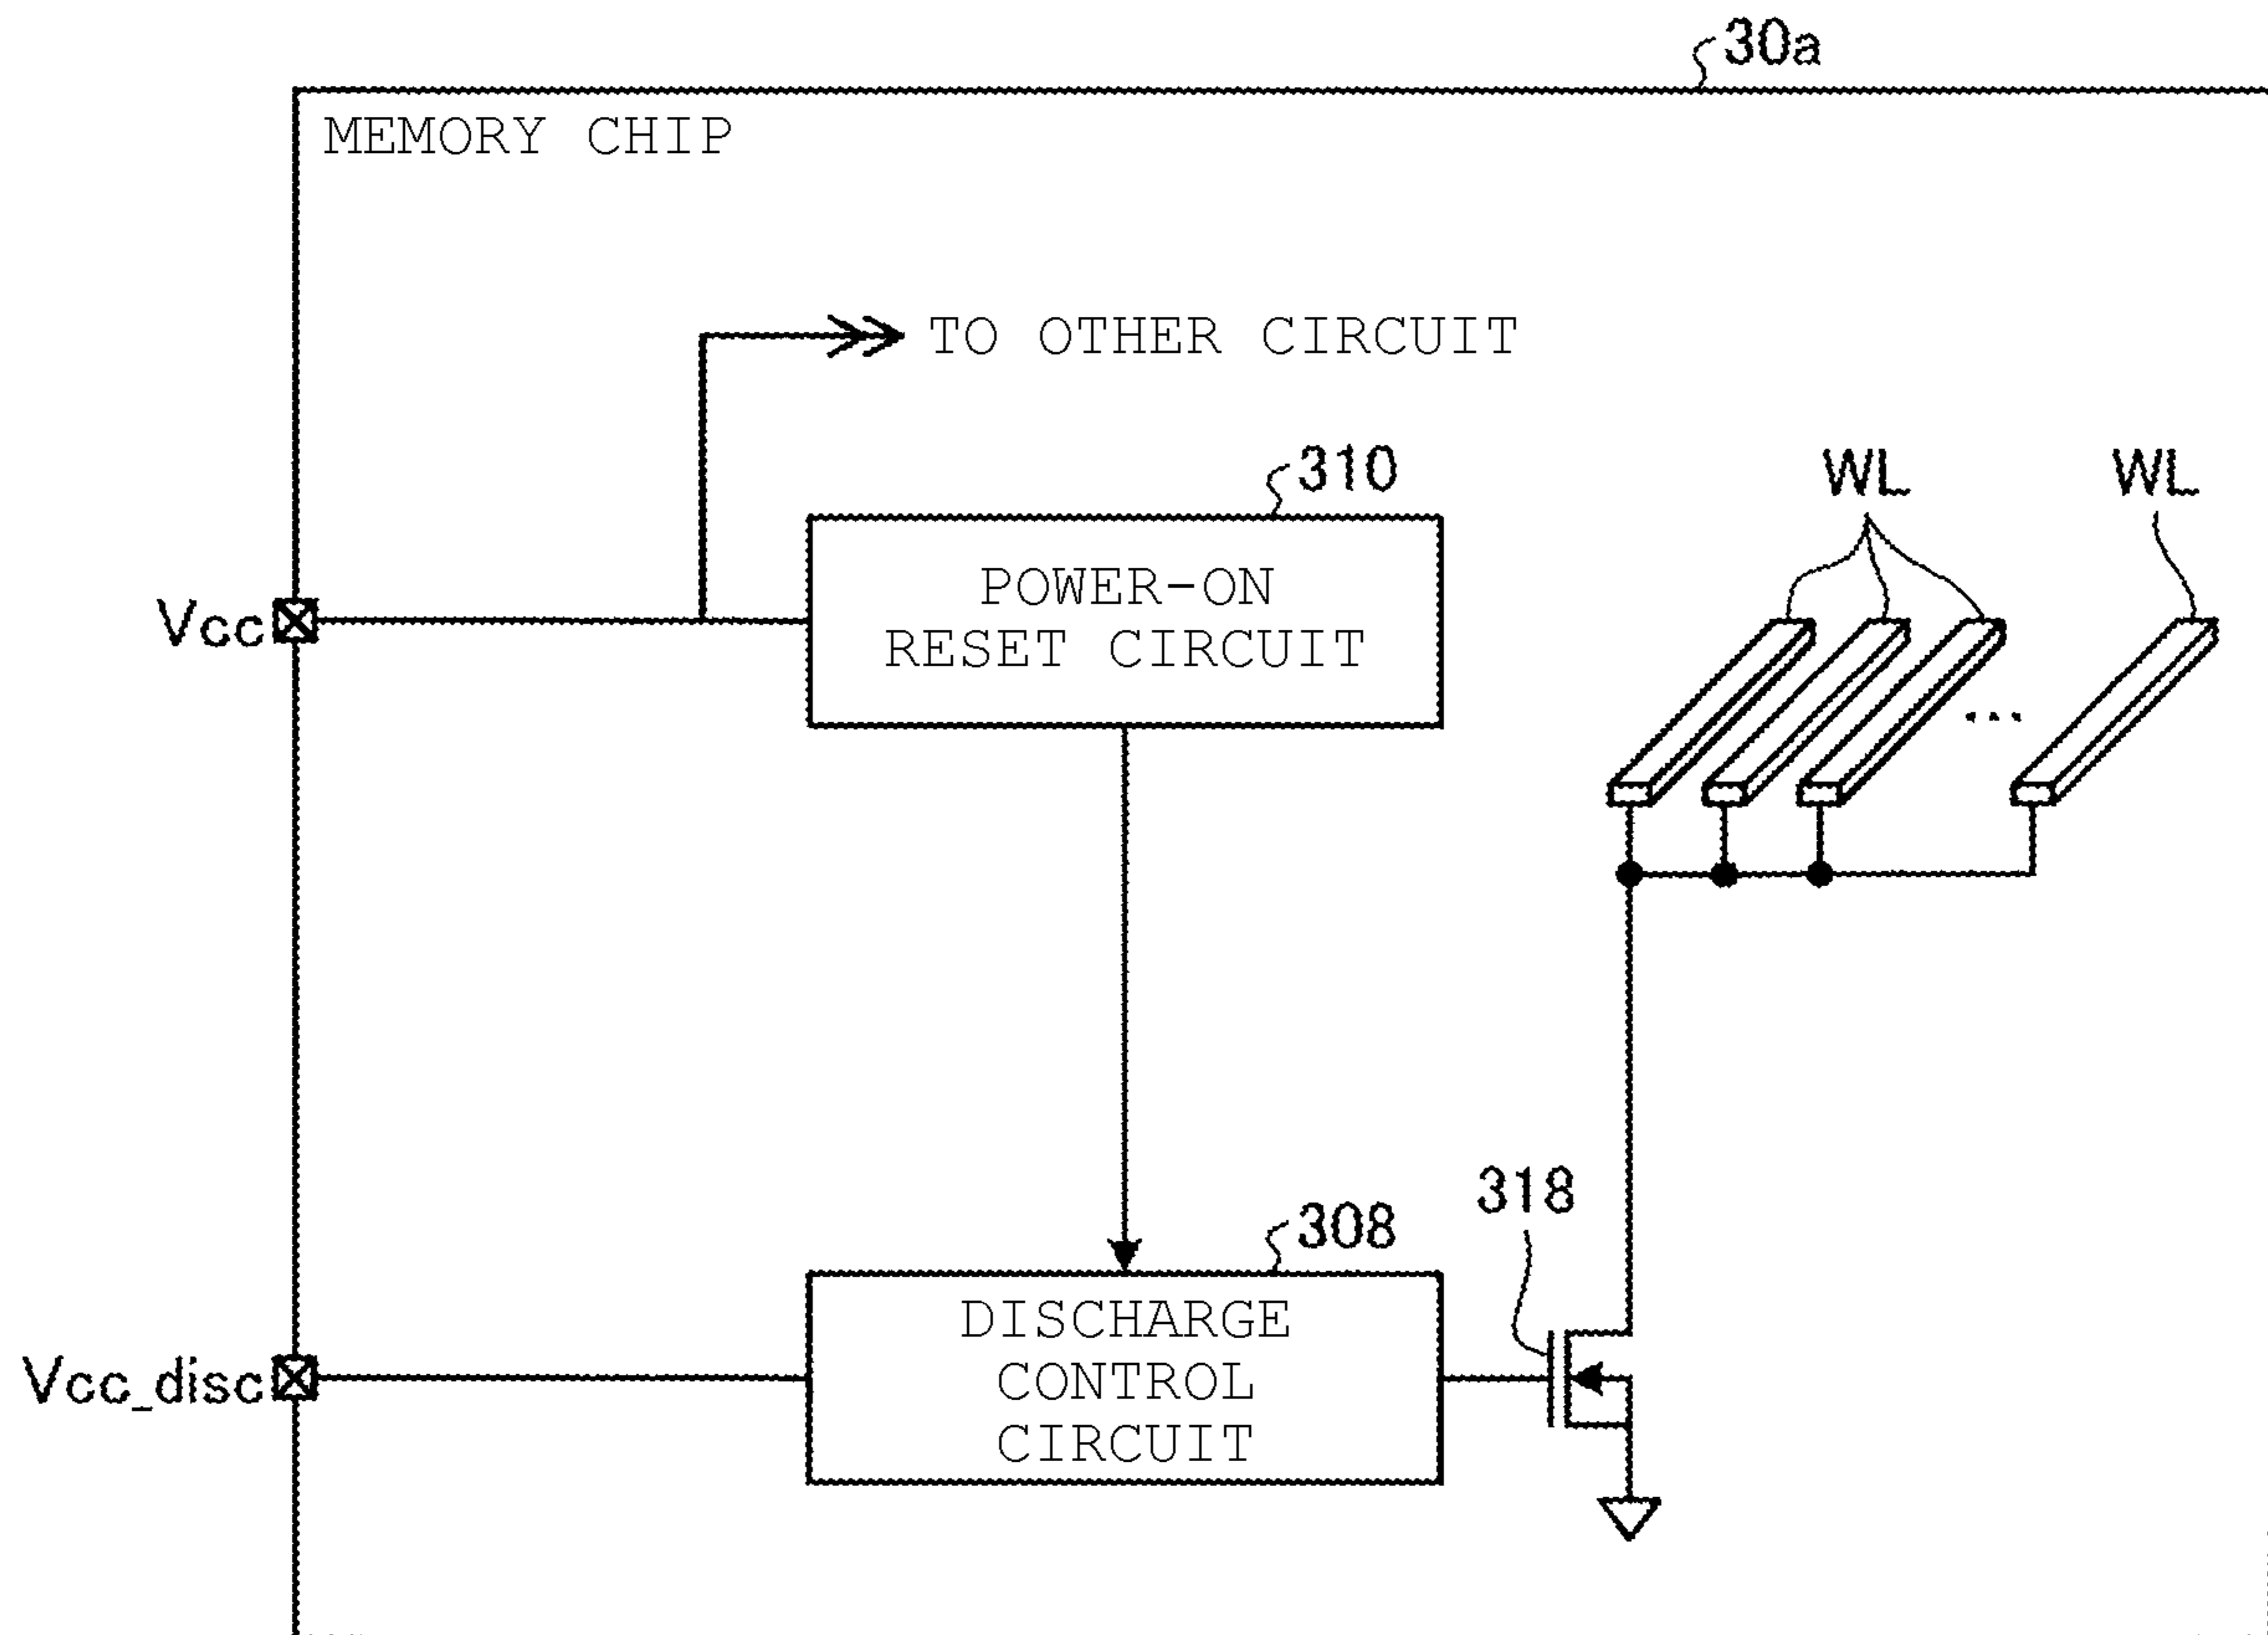 30a
MEMORY CHIP
TO OTHER CIRCUIT
310
WL WL
POWER-ON
RESET CIRCUIT
Vcc
...
318
308
DISCHARGE
CONTROL
CIRCUIT
Vcc_disc